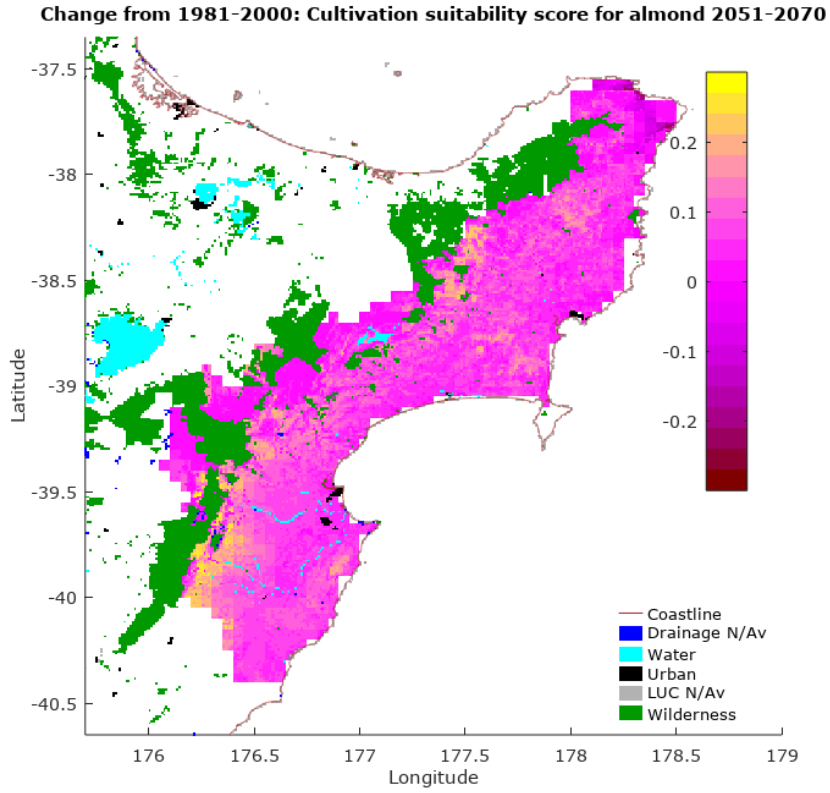 Change from 1981-2000: Cultivation suitability score for almond 2051-2070
-37.5
-38
-38.5
-39
-39.5
-40
-40.5
Latitude
176
176.5
177
177.5
178
178.5
179
Longitude
0.2
0.1
0
-0.1
-0.2
Coastline
Drainage N/Av
Water
Urban
LUC N/Av
Wilderness